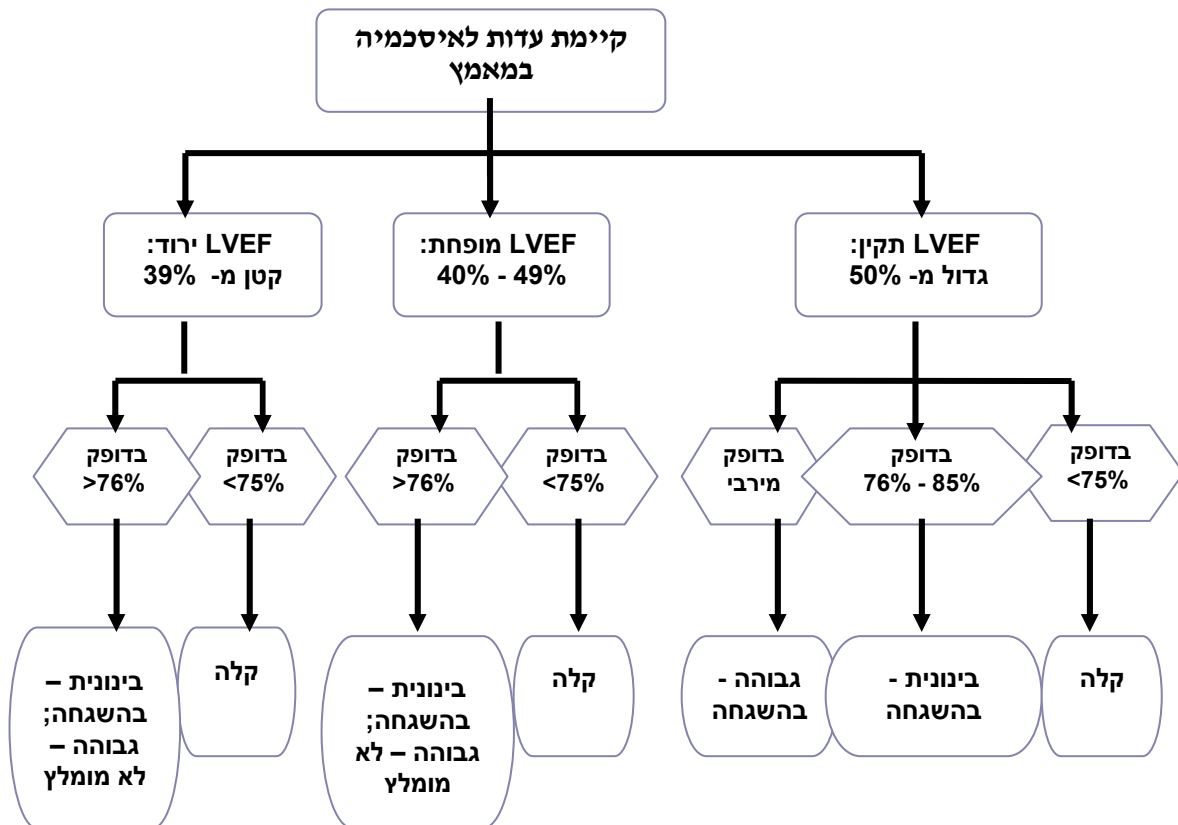 קיימת עדות לאיסכמיה
במאמץ
LVEF תקין:
גדול מ- 50%
LVEF מופחת:
40% - 49%
LVEF ירוד:
קטן מ- 39%
בדופק
<75%
בדופק
76% - 85%
בדופק
מירבי
בדופק
<75%
בדופק
>76%
בדופק
<75%
בדופק
>76%
קלה
בינונית -
בהשגחה
גבוהה -
בהשגחה
קלה
בינונית –
בהשגחה;
גבוהה – לא
מומלץ
קלה
בינונית –
בהשגחה;
גבוהה –
לא מומלץ